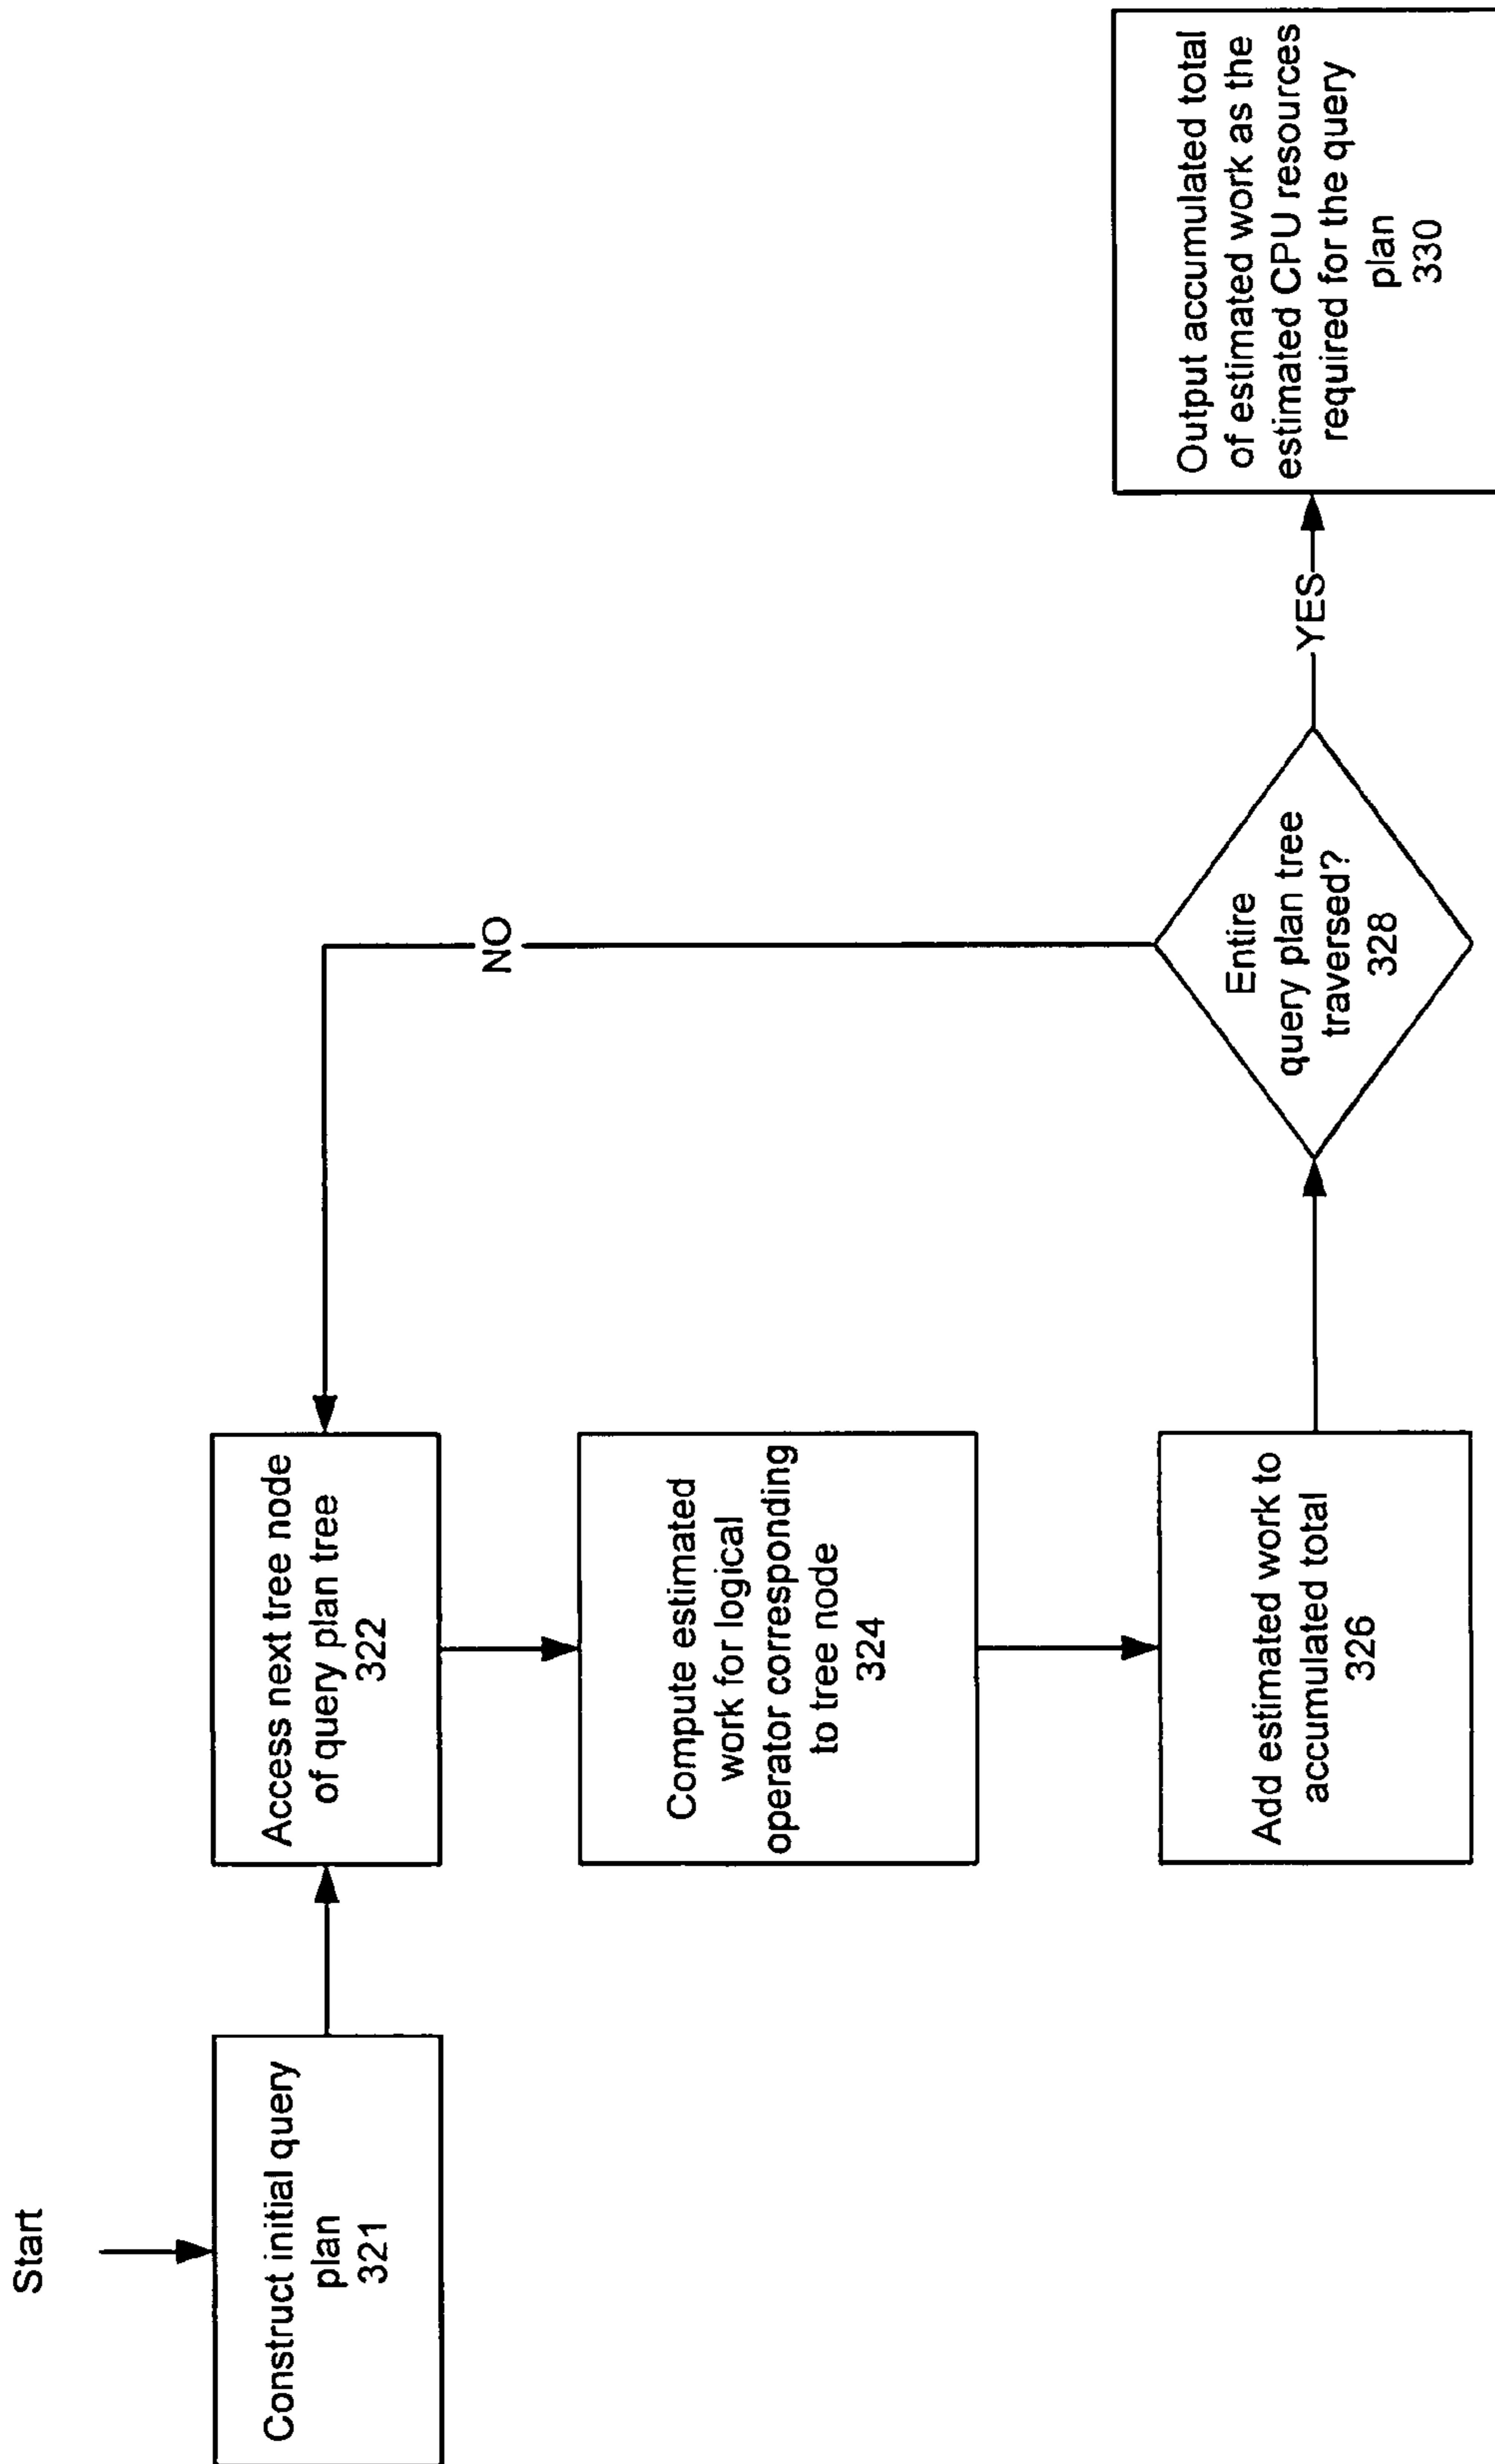 Start
Construct initial query
plan
321
Access next tree node
of query plan tree
322
Compute estimated
work for logical
operator corresponding
to tree node
324
Add estimated work to
accumulated total
326
Entire
query plan tree
traversed?
328
NO
YES
Output accumulated total
of estimated work as the
estimated CPU resources
required for the query
plan
330